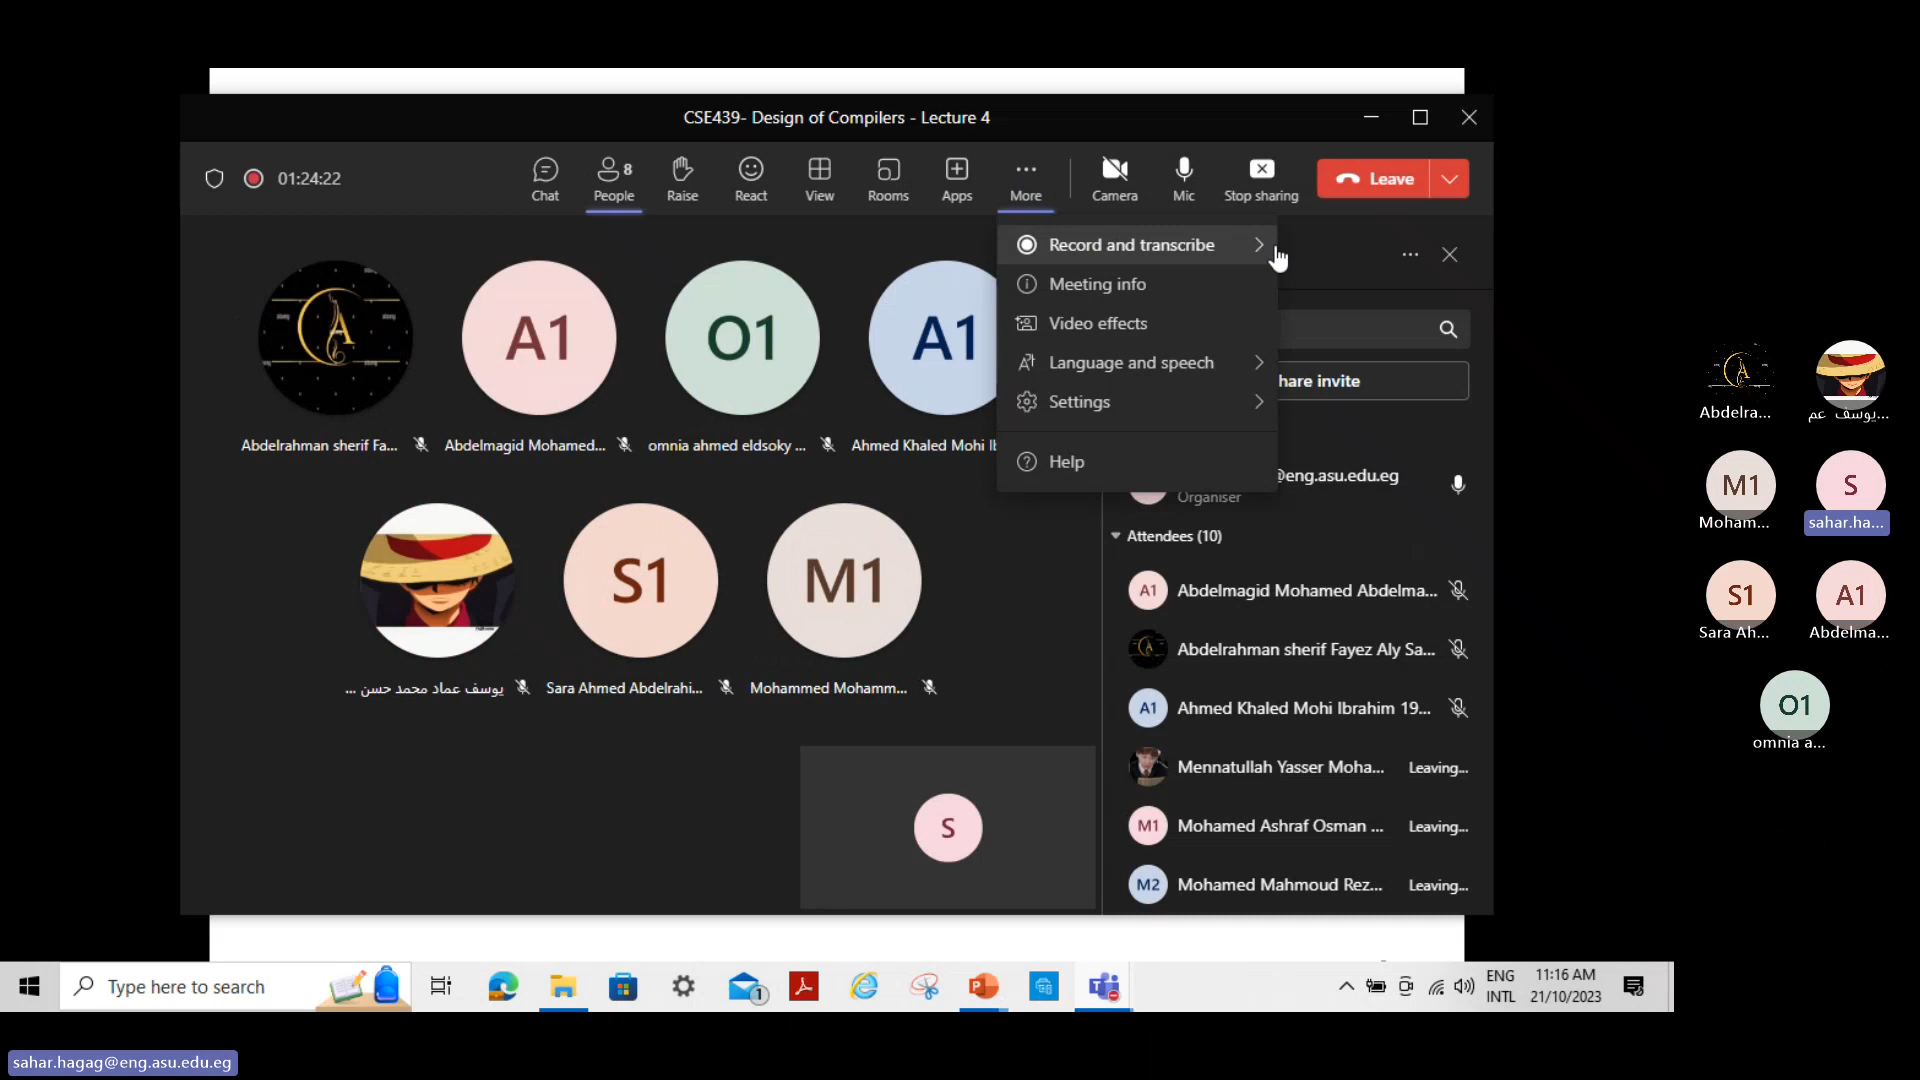 CSE439- Design of Compilers - Lecture 4
01:24:22
Chat
8
People
Raise
React
View
Rooms
Apps
More
Camera
Mic
Stop sharing
Leave
Record and transcribe
Meeting info
Video effects
Language and speech
Settings
Help
hare invite
@eng.asu.edu.eg
Organiser
Attendees (10)
A1 Abdelmagid Mohamed Abdelma...
Abdelrahman sherif Fayez Aly Sa...
A1 Ahmed Khaled Mohi Ibrahim 19...
Mennatullah Yasser Moha... Leaving...
M1 Mohamed Ashraf Osman ... Leaving...
M2 Mohamed Mahmoud Rez... Leaving...
A
A1
O1
A1
Abdelrahman sherif Fa...
Abdelmagid Mohamed...
omnia ahmed eldsoky ...
Ahmed Khaled Mohi Ib
S1
M1
يوسف عماد محمد حسن ...
Sara Ahmed Abdelrahi...
Mohammed Mohamm...
S
Abdelra...
يوسف عم...
M1
Moham...
S
sahar.ha...
S1
Sara Ah...
A1
Abdelma...
O1
omnia a...
Type here to search
1
ENG
INTL
11:16 AM
21/10/2023
sahar.hagag@eng.asu.edu.eg